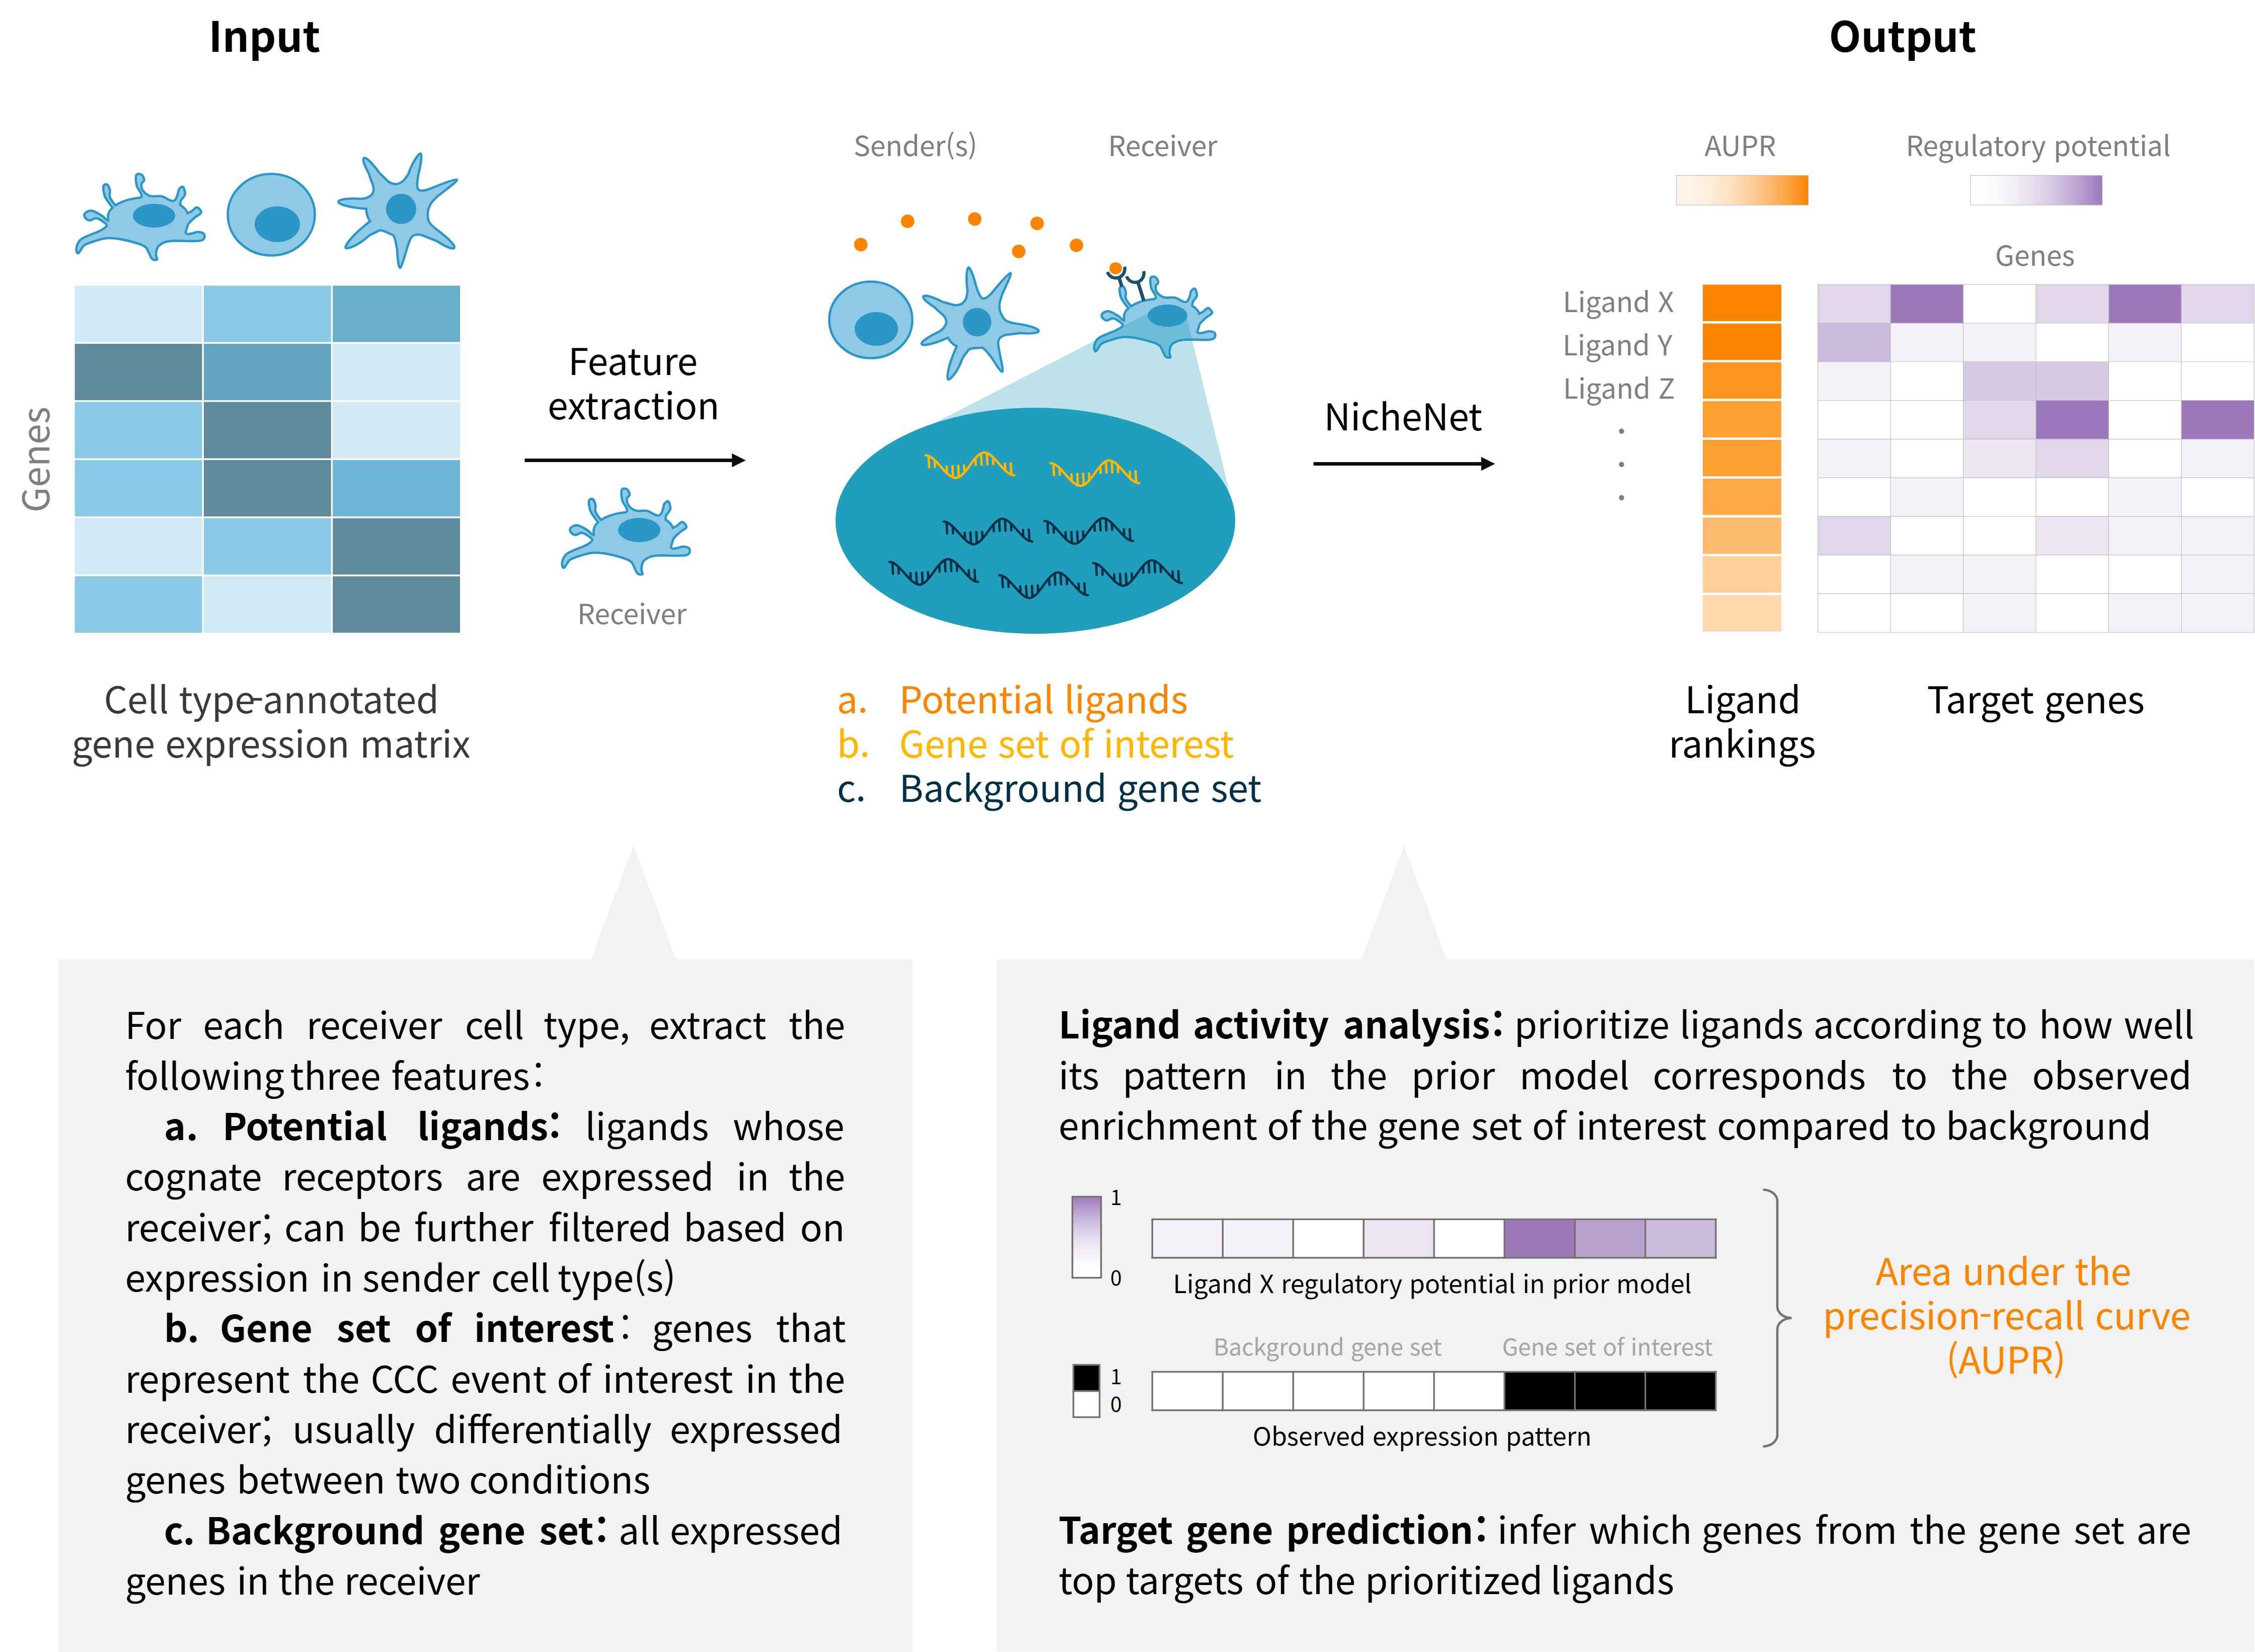 Input
Output
Sender(s)
Receiver
AUPR
Regulatory potential
Genes
Genes
Feature
extraction
Receiver
NicheNet
Ligand X
Ligand Y
Ligand Z
.
.
.
Cell type-annotated
gene expression matrix
a. Potential ligands
b. Gene set of interest
c. Background gene set
Ligand
rankings
Target genes
For each receiver cell type, extract the
following three features:
a. Potential ligands: ligands whose
cognate receptors are expressed in the
receiver; can be further filtered based on
expression in sender cell type(s)
b. Gene set of interest: genes that
represent the CCC event of interest in the
receiver; usually differentially expressed
genes between two conditions
c. Background gene set: all expressed
genes in the receiver
Ligand activity analysis: prioritize ligands according to how well
its pattern in the prior model corresponds to the observed
enrichment of the gene set of interest compared to background
1
0
Ligand X regulatory potential in prior model
Background gene set
Gene set of interest
1
0
Observed expression pattern
Area under the
precision-recall curve
(AUPR)
Target gene prediction: infer which genes from the gene set are
top targets of the prioritized ligands